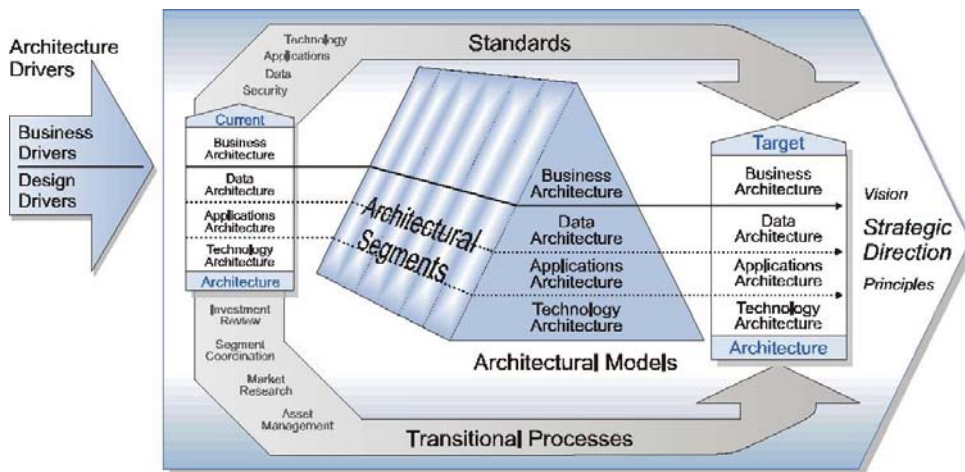 Architecture
Drivers
Business
Drivers
Design
Drivers
Technology
Applications
Data
Security
Standards
Current
Business
Architecture
Data
Architecture
Applications
Architecture
Technology
Architecture
Architecture
Investment
Review
Segment
Coordination
Market
Research
Asset
Management
Transitional Processes
Architectural
Segments
Business
Architecture
Data
Architecture
Applications
Architecture
Technology
Architecture
Architectural Models
Target
Business
Architecture
Data
Architecture
Applications
Architecture
Technology
Architecture
Architecture
Vision
Strategic
Direction
Principles